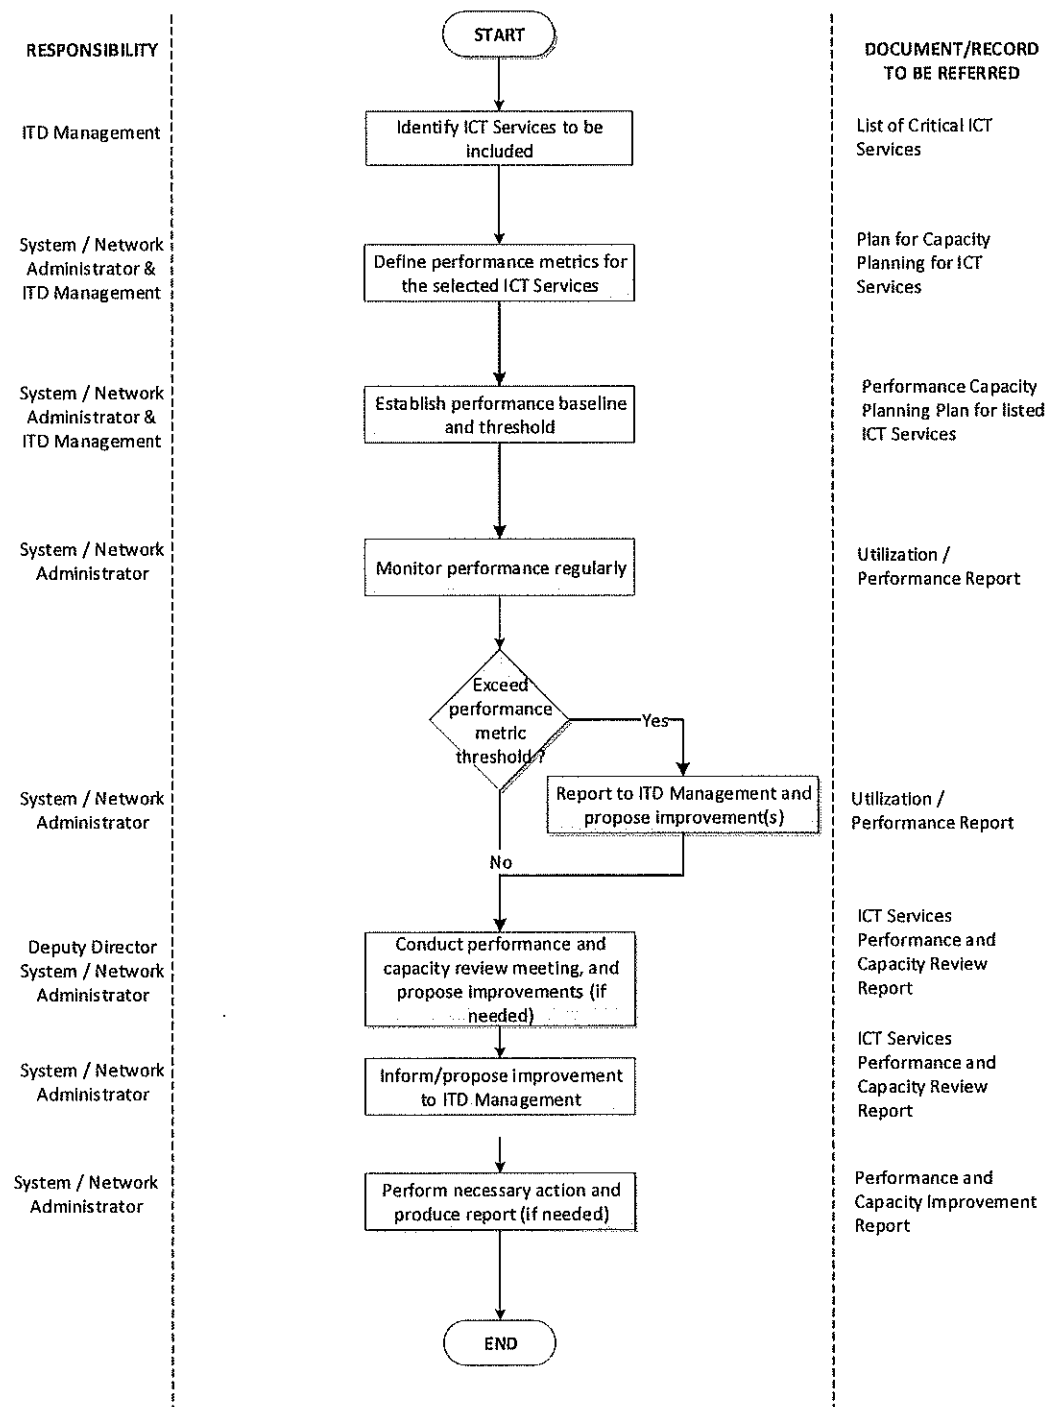 START
RESPONSIBILITY
DOCUMENT/RECORD
TO BE REFERRED
ITD Management
Identify ICT Services to be
included
List of Critical ICT
Services
System / Network
Administrator &
ITD Management
Define performance metrics for
the selected ICT Services
Plan for Capacity
Planning for ICT
Services
System / Network
Administrator &
ITD Management
Establish performance baseline
and threshold
Performance Capacity
Planning Plan for listed
ICT Services
System / Network
Administrator
Monitor performance regularly
Utilization /
Performance Report
Exceed
performance
metric
threshold ?
Yes
System / Network
Administrator
Report to ITD Management and
propose improvement(s)
Utilization /
Performance Report
No
Deputy Director
System / Network
Administrator
Conduct performance and
capacity review meeting, and
propose improvements (if
needed)
ICT Services
Performance and
Capacity Review
Report
System / Network
Administrator
Inform/propose improvement
to ITD Management
ICT Services
Performance and
Capacity Review
Report
System / Network
Administrator
Perform necessary action and
produce report (if needed)
Performance and
Capacity Improvement
Report
END